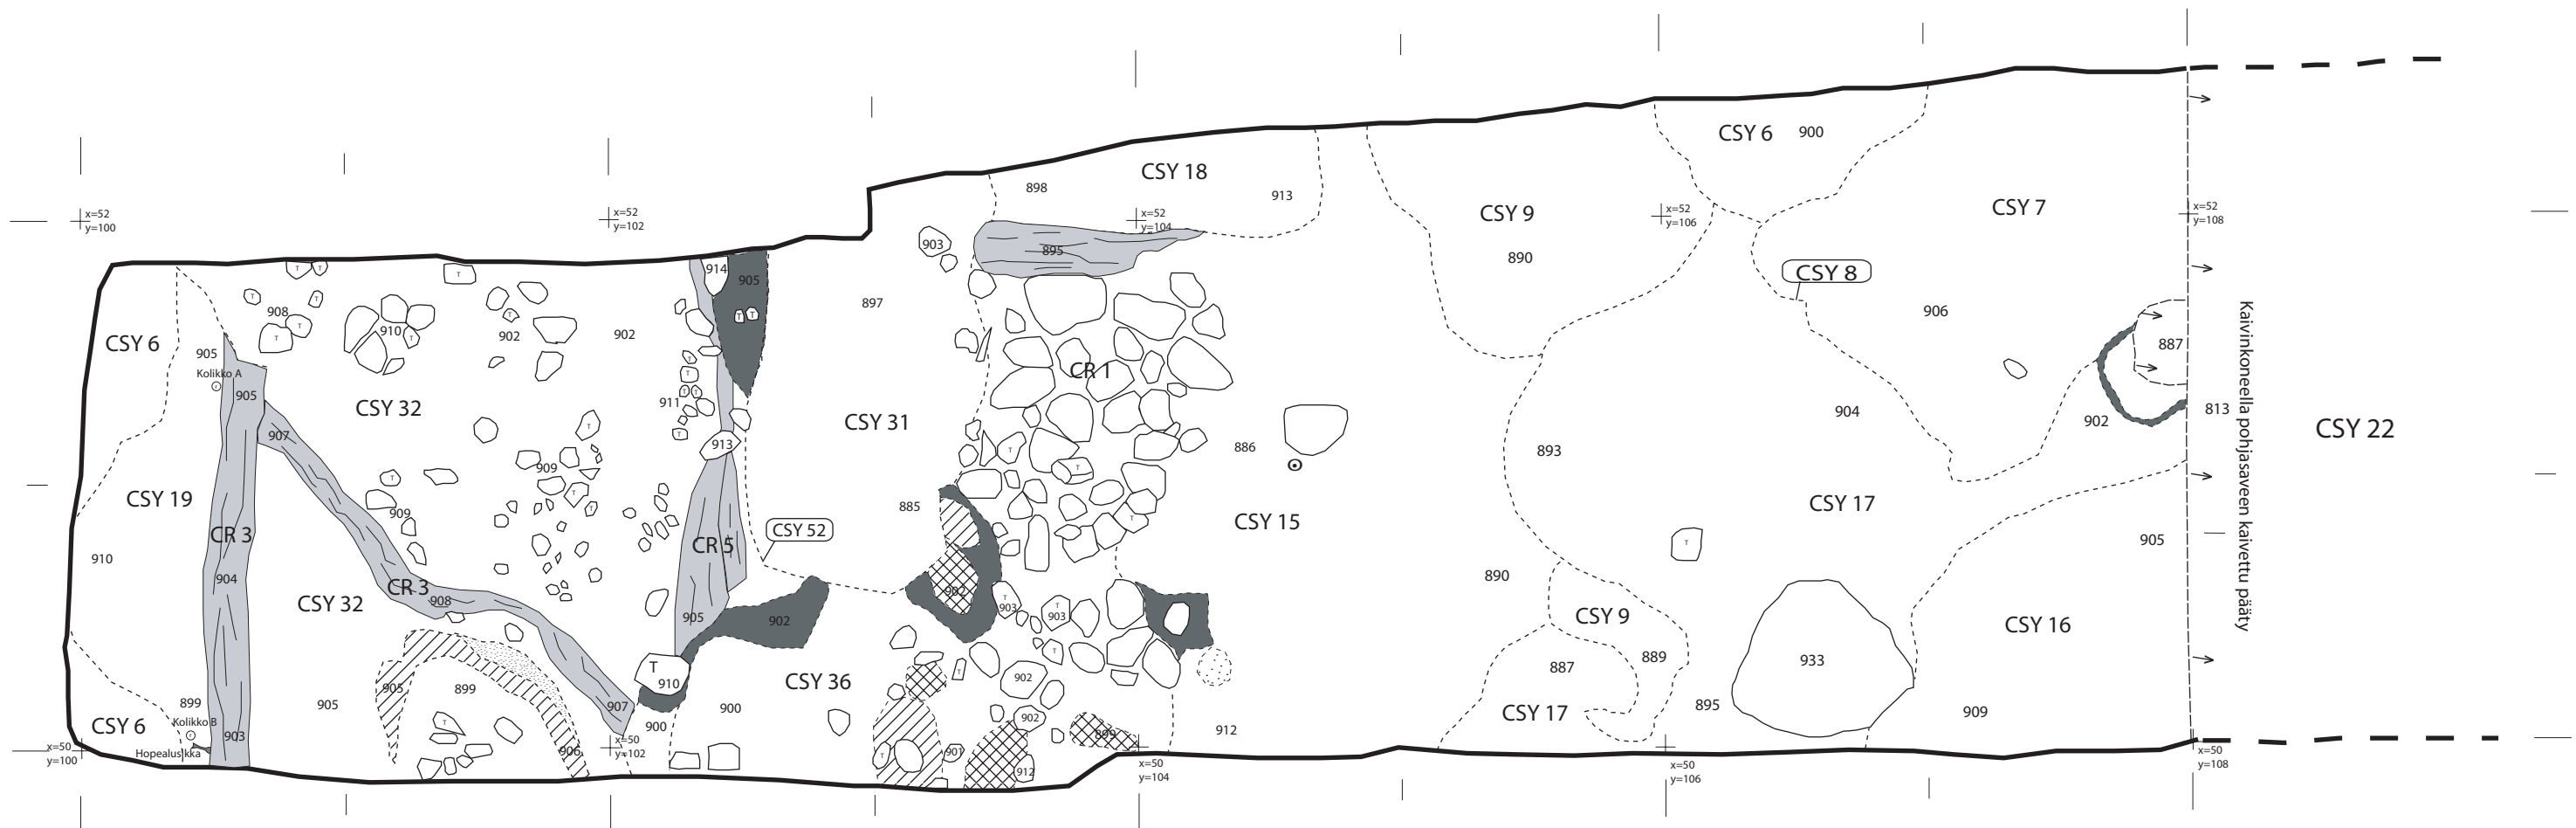 CSY 6
900
CSY 18
898
913
CSY 9
890
CSY 7
x=52
y=100
x=52
y=102
x=52
y=104
x=52
y=106
x=52
y=108
903
895
914
905
T
T
T
T
T
T
T
T
T
T
908
910
902
902
897
CSY 8
906
887
CSY 6
905
Kolikko A
905
CSY 32
911
T
T
T
T
T
CR 1
813
904
902
CSY 22
Kaivinkoneella pohjasaveen kaivettu pääty
907
CSY 31
913
886
893
T
T
T
909
T
T
T
T
CSY 19
909
885
CSY 17
T
CSY 15
CSY 52
CR 3
CR 5
905
T
910
904
CR 3
908
CSY 32
890
902
T
903
T
903
905
902
CSY 9
CSY 16
T
T
910
T
902
887
889
933
CSY 36
905
899
899
905
907
900
900
902
895
909
CSY 17
CSY 6
Kolikko B
T
903
Hopealusikka
906
T
901
899
912
912
x=50
y=100
x=50
y=102
x=50
y=104
x=50
y=106
x=50
y=108